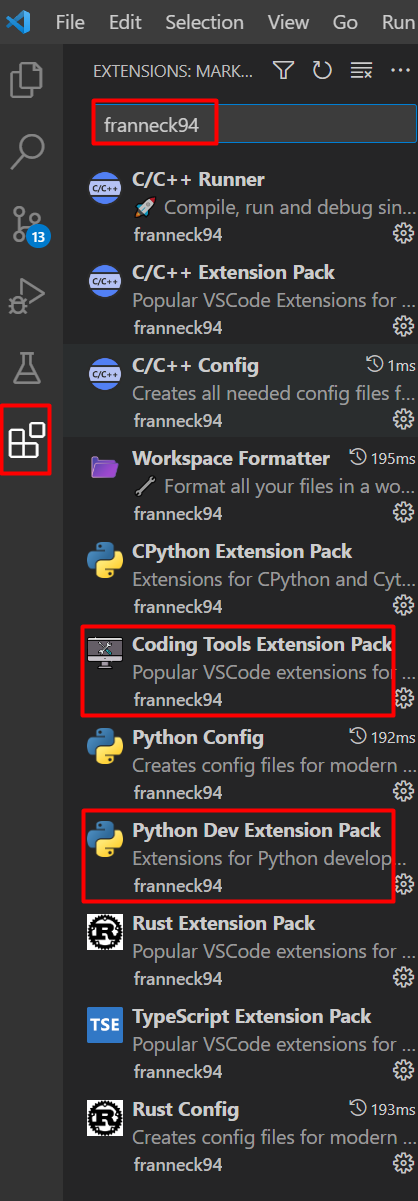 File Edit Selection View Go Run
EXTENSIONS: MARK...
franneck94
C/C++ Runner
Compile, run and debug sin...
franneck94
C/C++ Extension Pack
Popular VSCode Extensions for ...
franneck94
C/C++ Config 1ms
Creates all needed config files f...
franneck94
Workspace Formatter 195ms
Format all your files in a wo...
franneck94
CPython Extension Pack
Extensions for CPython and Cyt...
franneck94
Coding Tools Extension Pack
Popular VSCode extensions for ...
franneck94
Python Config 192ms
Creates config files for modern ...
franneck94
Python Dev Extension Pack
Extensions for Python develop...
franneck94
Rust Extension Pack
Popular VSCode extensions for ...
franneck94
TypeScript Extension Pack
Popular VSCode extensions for ...
franneck94
Rust Config 193ms
Creates config files for modern ...
franneck94
13
C/C++
C/C++
C/C++
R
TSE
R